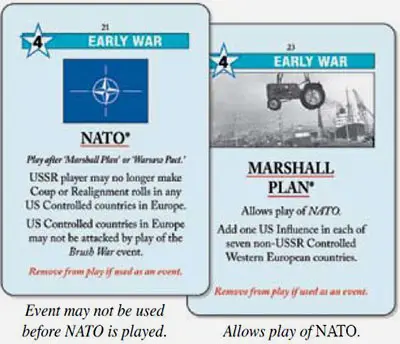 21
4
EARLY WAR
NATO*
Play after 'Marshall Plan' or 'Warsaw Pact.'
USSR player may no longer make
Coup or Realignment rolls in any
US Controlled countries in Europe.
US Controlled countries in Europe
may not be attacked by play of the
Brush War event.
Remove from play if used as an event.
23
4
EARLY WAR
MARSHALL
PLAN*
Allows play of NATO.
Add one US Influence in each of
seven non-USSR Controlled
Western European countries.
Remove from play if used as an event.
Event may not be used
before NATO is played.
Allows play of NATO.